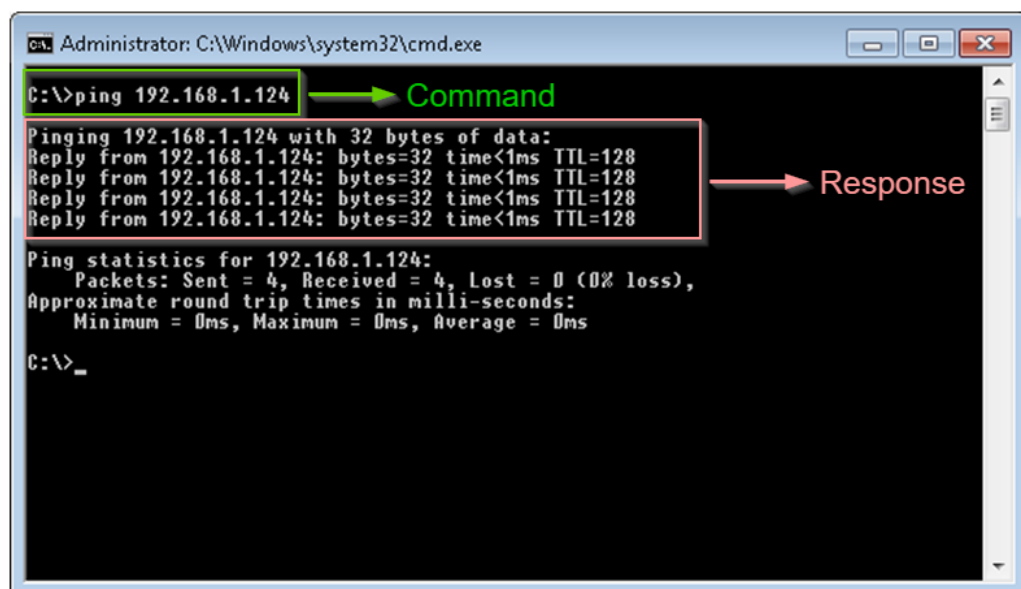 Administrator: C:\Windows\system32\cmd.exe
C:\>ping 192.168.1.124
Command
Pinging 192.168.1.124 with 32 bytes of data:
Reply from 192.168.1.124: bytes=32 time<1ms TTL=128
Reply from 192.168.1.124: bytes=32 time<1ms TTL=128
Reply from 192.168.1.124: bytes=32 time<1ms TTL=128
Reply from 192.168.1.124: bytes=32 time<1ms TTL=128
Response
Ping statistics for 192.168.1.124:
    Packets: Sent = 4, Received = 4, Lost = 0 (0% loss),
Approximate round trip times in milli-seconds:
    Minimum = 0ms, Maximum = 0ms, Average = 0ms
C:\>_